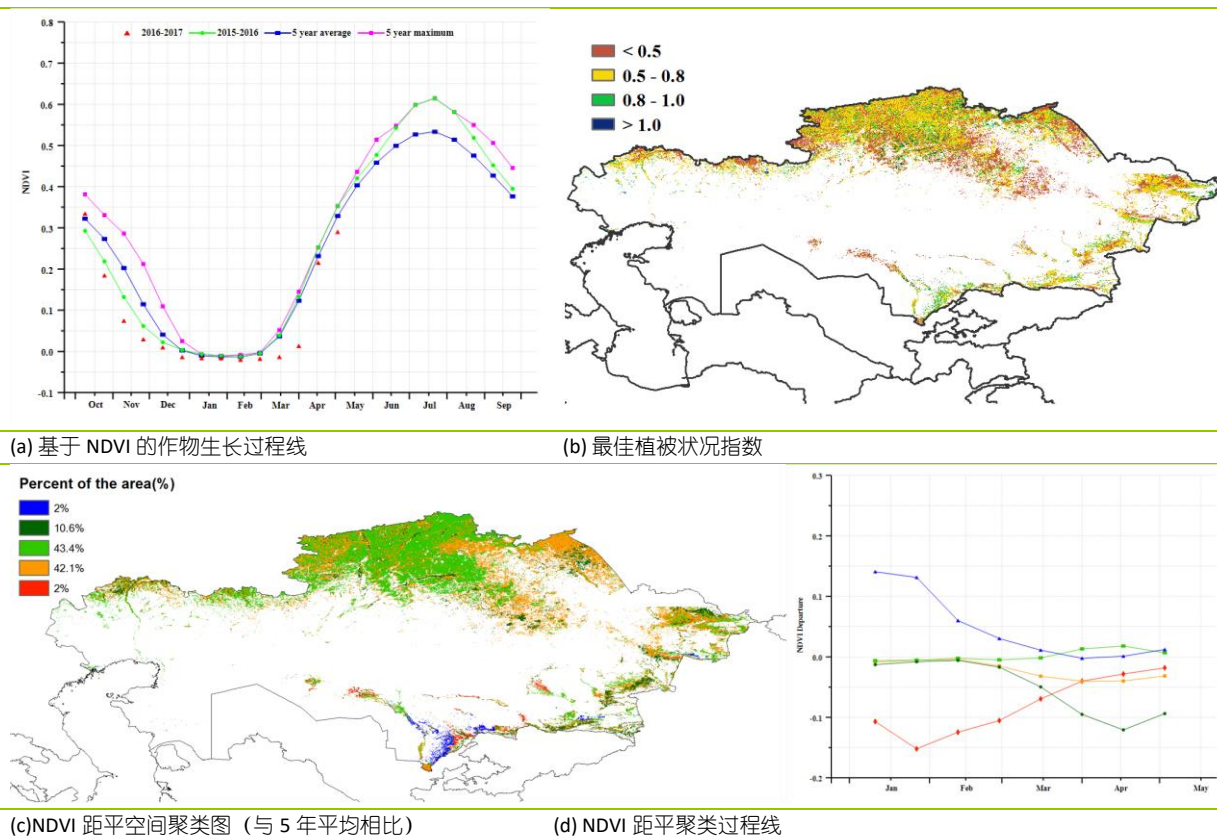 2016-2017 2015-2016 5 year average 5 year maximum
0.8
0.7
0.6
0.5
0.4
0.3
0.2
0.1
0.0
-0.1
NDVI
Oct Nov Dec Jan Feb Mar Apr May Jun Jul Aug Sep
< 0.5
0.5 - 0.8
0.8 - 1.0
> 1.0
(a) 基于 NDVI 的作物生长过程线
(b) 最佳植被状况指数
Percent of the area(%)
2%
10.6%
43.4%
42.1%
2%
0.3
0.2
0.1
0.0
-0.1
-0.2
NDVI Departure
Jan Feb Mar Apr May
(c)NDVI 距平空间聚类图（与 5 年平均相比）
(d) NDVI 距平聚类过程线